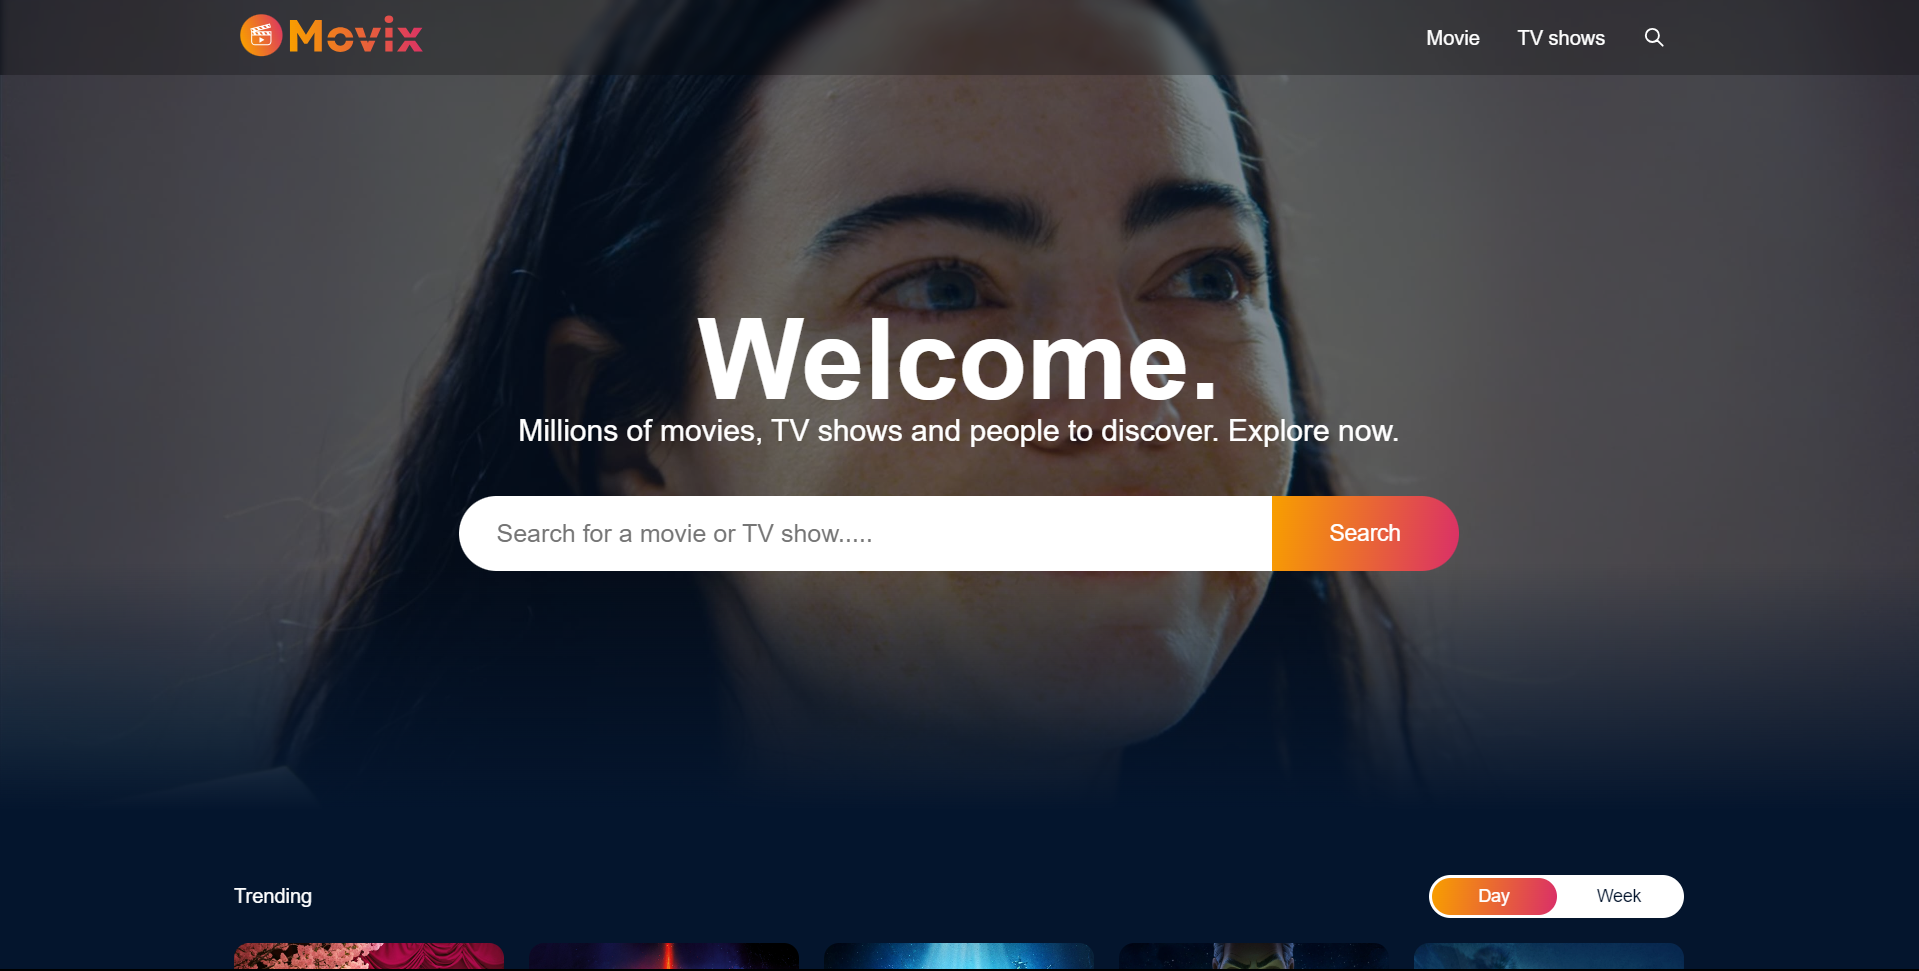 Movix
Movie
TV shows
Welcome.
Millions of movies, TV shows and people to discover. Explore now.
Search for a movie or TV show.....
Search
Trending
Day
Week